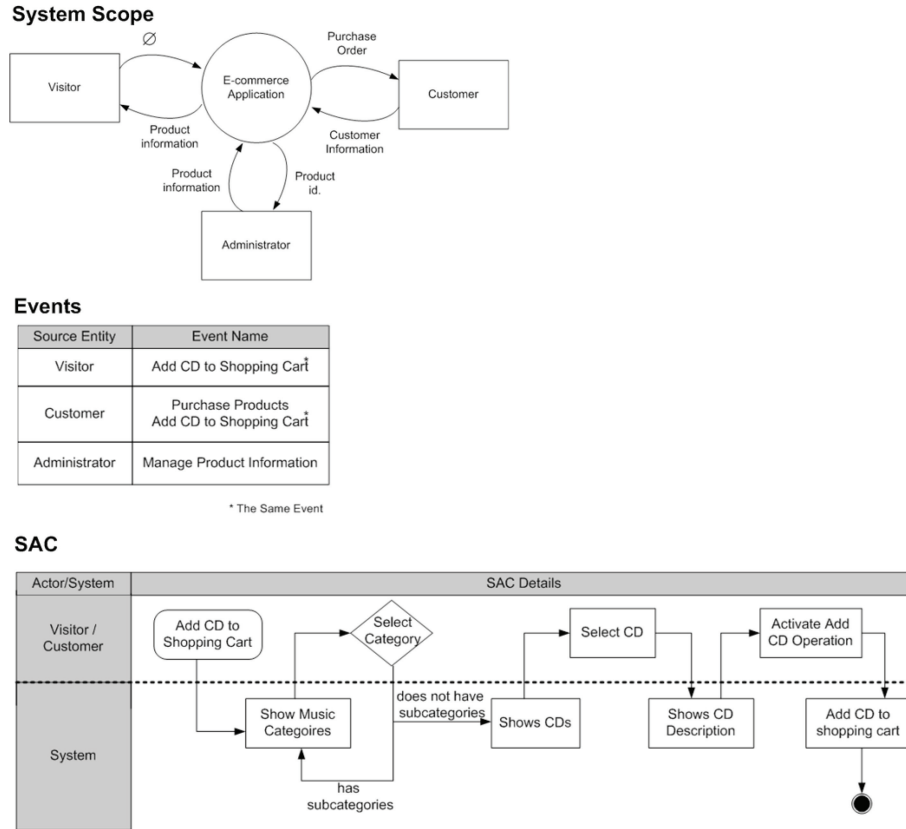 System Scope
∅
Purchase
Order
Visitor
E-commerce
Application
Customer
Product
information
Customer
Information
Product
information
Product
id.
Administrator
Events
Source Entity
Event Name
Visitor
Add CD to Shopping Cart*
Customer
Purchase Products
Add CD to Shopping Cart*
Administrator
Manage Product Information
* The Same Event
SAC
Actor/System
SAC Details
Visitor /
Customer
Add CD to
Shopping Cart
Select
Category
Select CD
Activate Add
CD Operation
System
Show Music
Categoires
does not have
subcategories
Shows CDs
Shows CD
Description
Add CD to
shopping cart
has
subcategories